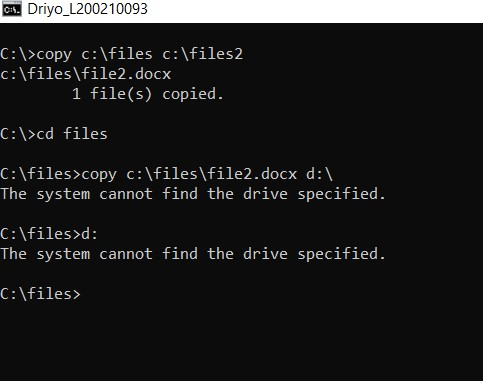 Driyo_L200210093
C:\>copy c:\files c:\files2
c:\files\file2.docx
        1 file(s) copied.
C:\>cd files
C:\files>copy c:\files\file2.docx d:\
The system cannot find the drive specified.
C:\files>d:
The system cannot find the drive specified.
C:\files>